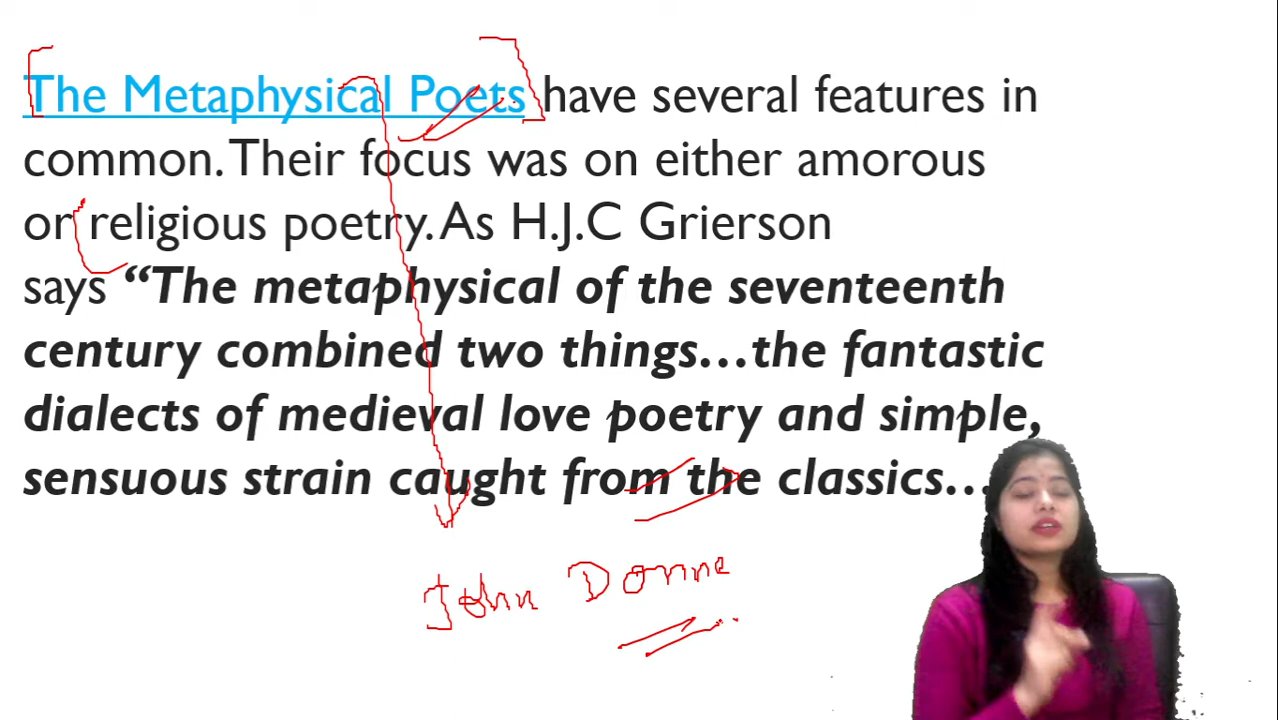 The Metaphysical Poets have several features in
common. Their focus was on either amorous
or religious poetry. As H.J.C Grierson
says “The metaphysical of the seventeenth
century combined two things…the fantastic
dialects of medieval love poetry and simple,
sensuous strain caught from the classics…
John Donne